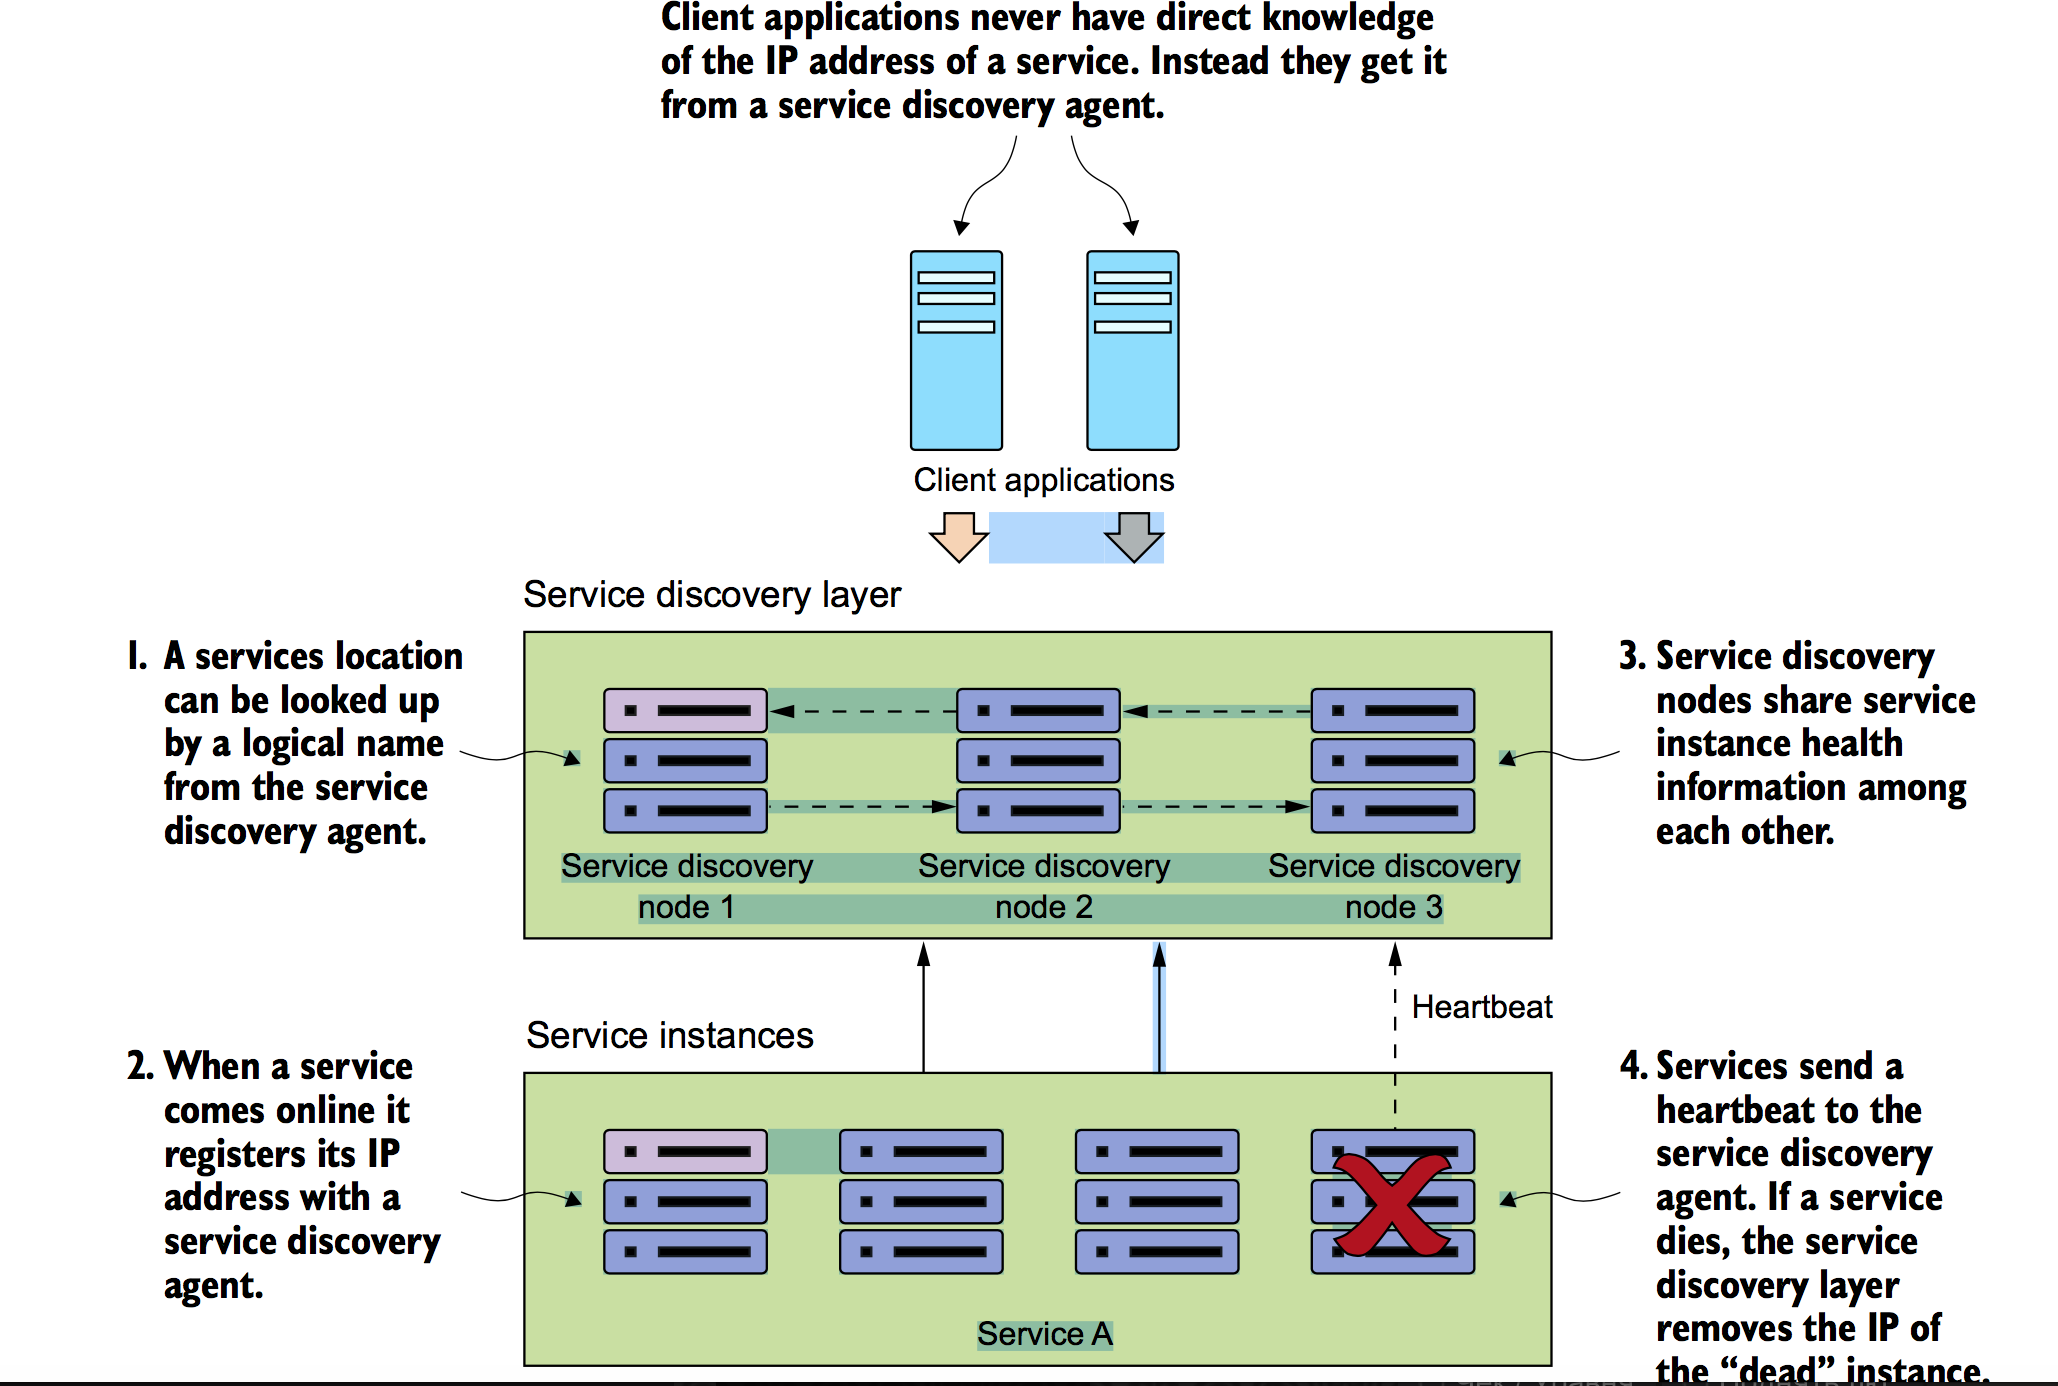 Client applications never have direct knowledge
of the IP address of a service. Instead they get it
from a service discovery agent.
Client applications
Service discovery layer
1. A services location
can be looked up
by a logical name
from the service
discovery agent.
3. Service discovery
nodes share service
instance health
information among
each other.
Service discovery
node 1
Service discovery
node 2
Service discovery
node 3
Heartbeat
Service instances
2. When a service
comes online it
registers its IP
address with a
service discovery
agent.
4. Services send a
heartbeat to the
service discovery
agent. If a service
dies, the service
discovery layer
removes the IP of
the “dead” instance.
Service A